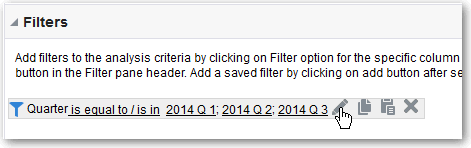 Filters
Add filters to the analysis criteria by clicking on Filter option for the specific column
button in the Filter pane header. Add a saved filter by clicking on add button after se
Quarter is equal to / is in 2014 Q 1; 2014 Q 2; 2014 Q 3